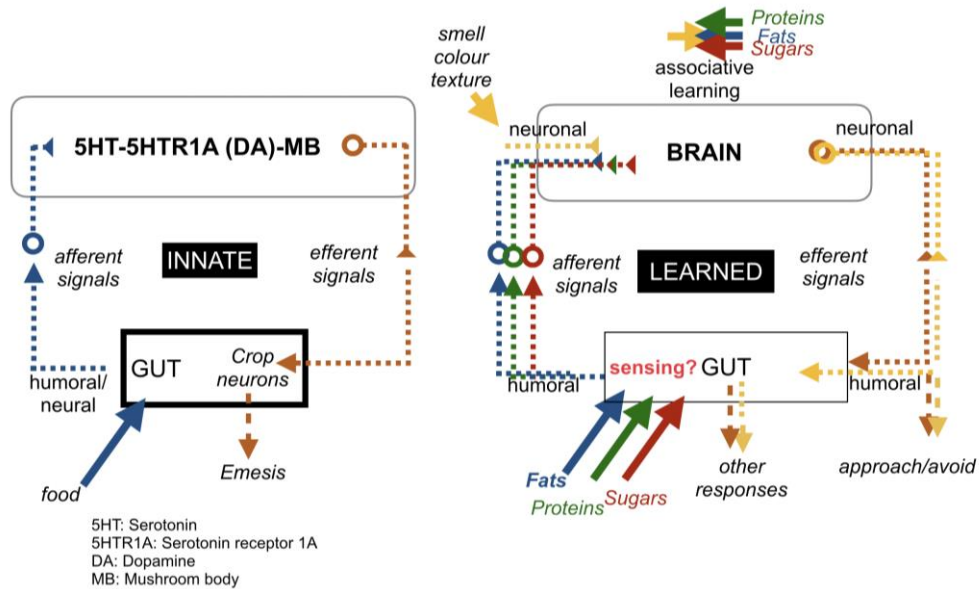 5HT-5HTR1A (DA)-MB
afferent
signals
INNATE
efferent
signals
GUT
Crop
neurons
humoral/
neural
food
Emesis
5HT: Serotonin
5HTR1A: Serotonin receptor 1A
DA: Dopamine
MB: Mushroom body
smell
colour
texture
Proteins
Fats
Sugars
associative
learning
neuronal
BRAIN
neuronal
afferent
signals
LEARNED
efferent
signals
humoral
sensing? GUT
humoral
Fats
Proteins
Sugars
other
responses
approach/avoid